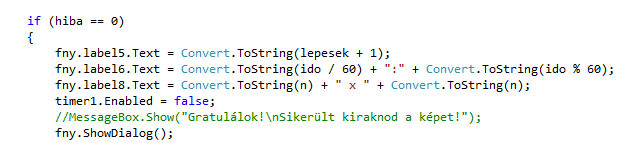 if (hiba == 0)
{
fny.label5.Text = Convert.ToString(lepesek + 1);
fny.label6.Text = Convert.ToString(ido / 60) + ":" + Convert.ToString(ido % 60);
fny.label8.Text = Convert.ToString(n) + " x " + Convert.ToString(n);
timer1.Enabled = false;
//MessageBox.Show("Gratulálok!\nSikerült kiraknod a képet!");
fny.ShowDialog();